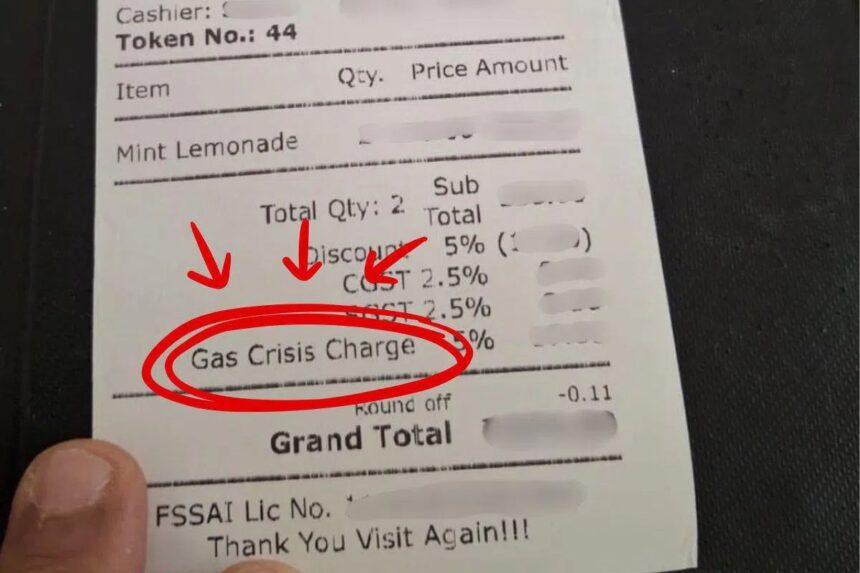 Cashier:
Token No.: 44
Item Qty. Price Amount
Mint Lemonade
Total Qty: 2 Sub Total
Discount 5% (
CGST 2.5%
SGST 2.5%
Gas Crisis Charge 5%
Round off -0.11
Grand Total
FSSAI Lic No.
Thank You Visit Again!!!